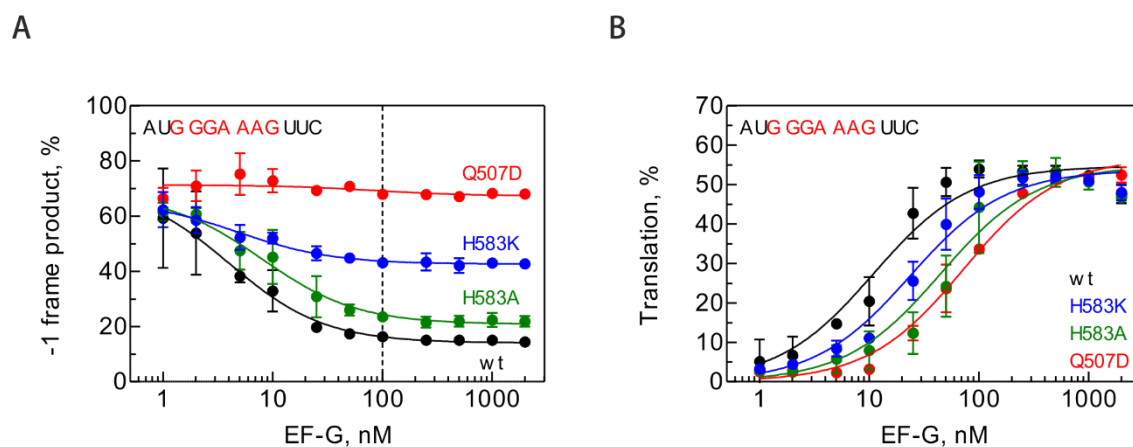 A
B
AUG GGA AAG UUC
-1 frame product, %
100
80
60
40
20
0
Q507D
H583K
H583A
wt
1
10
100
1000
EF-G, nM
AUG GGA AAG UUC
Translation, %
70
60
50
40
30
20
10
0
wt
H583K
H583A
Q507D
1
10
100
1000
EF-G, nM